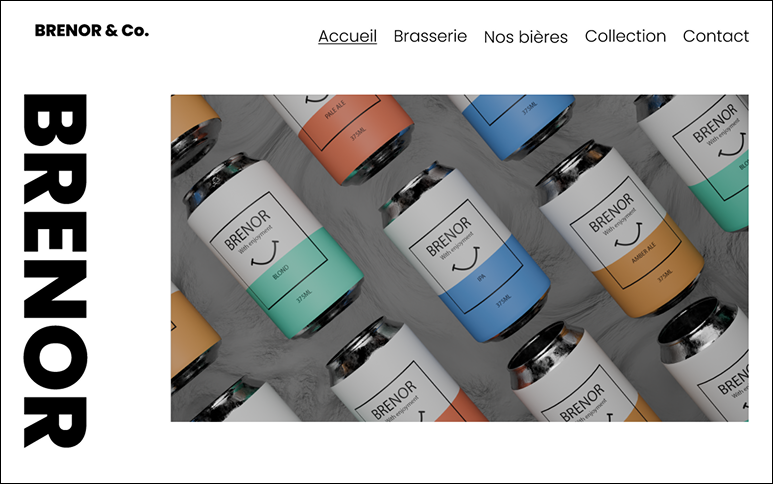 BRENOR & Co.
Accueil Brasserie Nos bières Collection Contact
BRENOR
PALE ALE
375ML
BRENOR
With enjoyment
BLOND
375ML
BRENOR
With enjoyment
IPA
375ML
BRENOR
With enjoyment
AMBER ALE
375ML
BRENOR
With enjoyment
BRENOR
With enjoyment
BRENOR
With enjoyment
BRENOR